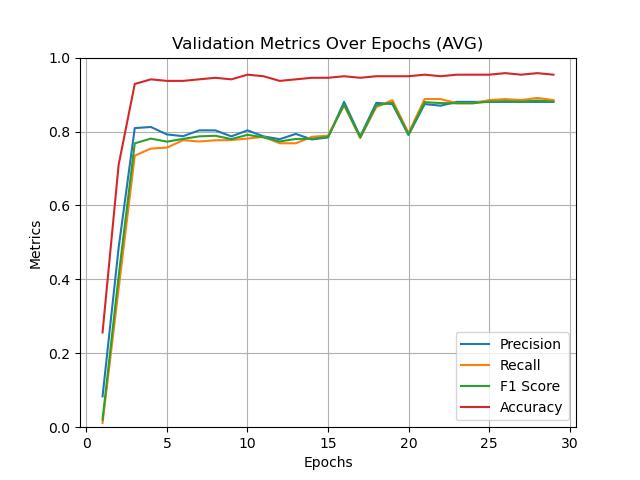 Validation Metrics Over Epochs (AVG)
1.0
0.8
0.6
0.4
0.2
0.0
Metrics
Precision
Recall
F1 Score
Accuracy
0 5 10 15 20 25 30
Epochs